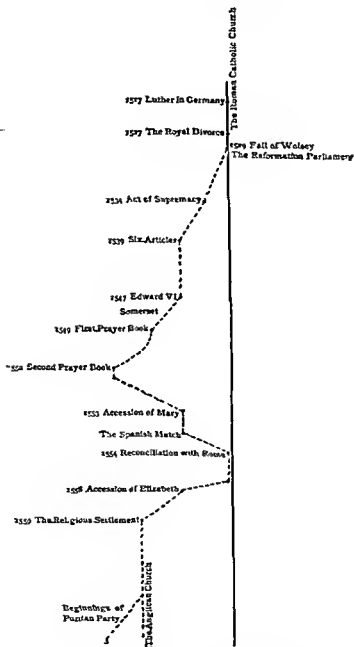 The Roman Catholic Church
1517 Luther in Germany
1527 The Royal Divorce
1529 Fall of Wolsey
The Reformation Parliament
1534 Act of Supremacy
1539 Six Articles
1547 Edward VI
Somerset
1549 First Prayer Book
1552 Second Prayer Book
1553 Accession of Mary
The Spanish Match
1554 Reconciliation with Rome
1558 Accession of Elizabeth
1559 The Religious Settlement
Beginnings of
Puritan Party
The Anglican Church